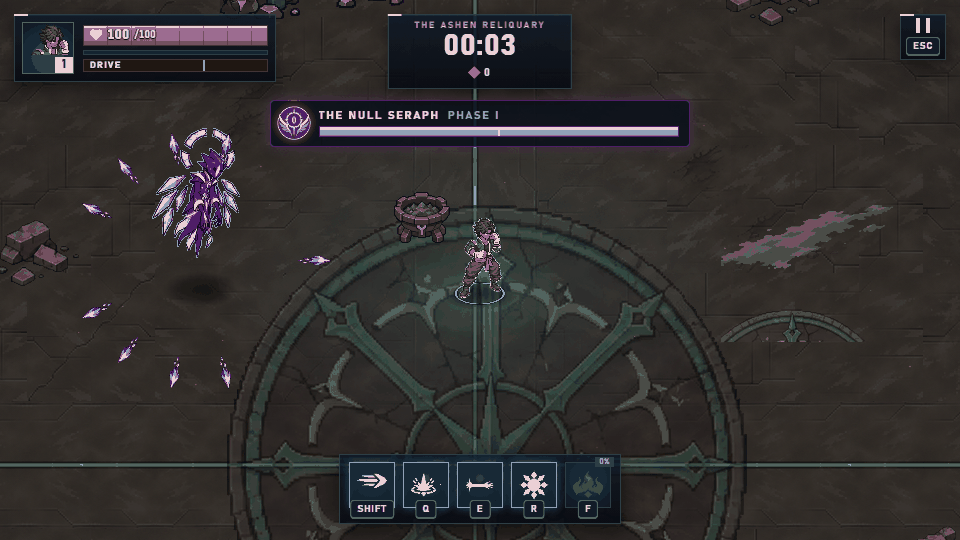 100 /100
1
DRIVE
THE ASHEN RELIQUARY
00:03
0
ESC
THE NULL SERAPH PHASE I
0%
SHIFT
Q
E
R
F